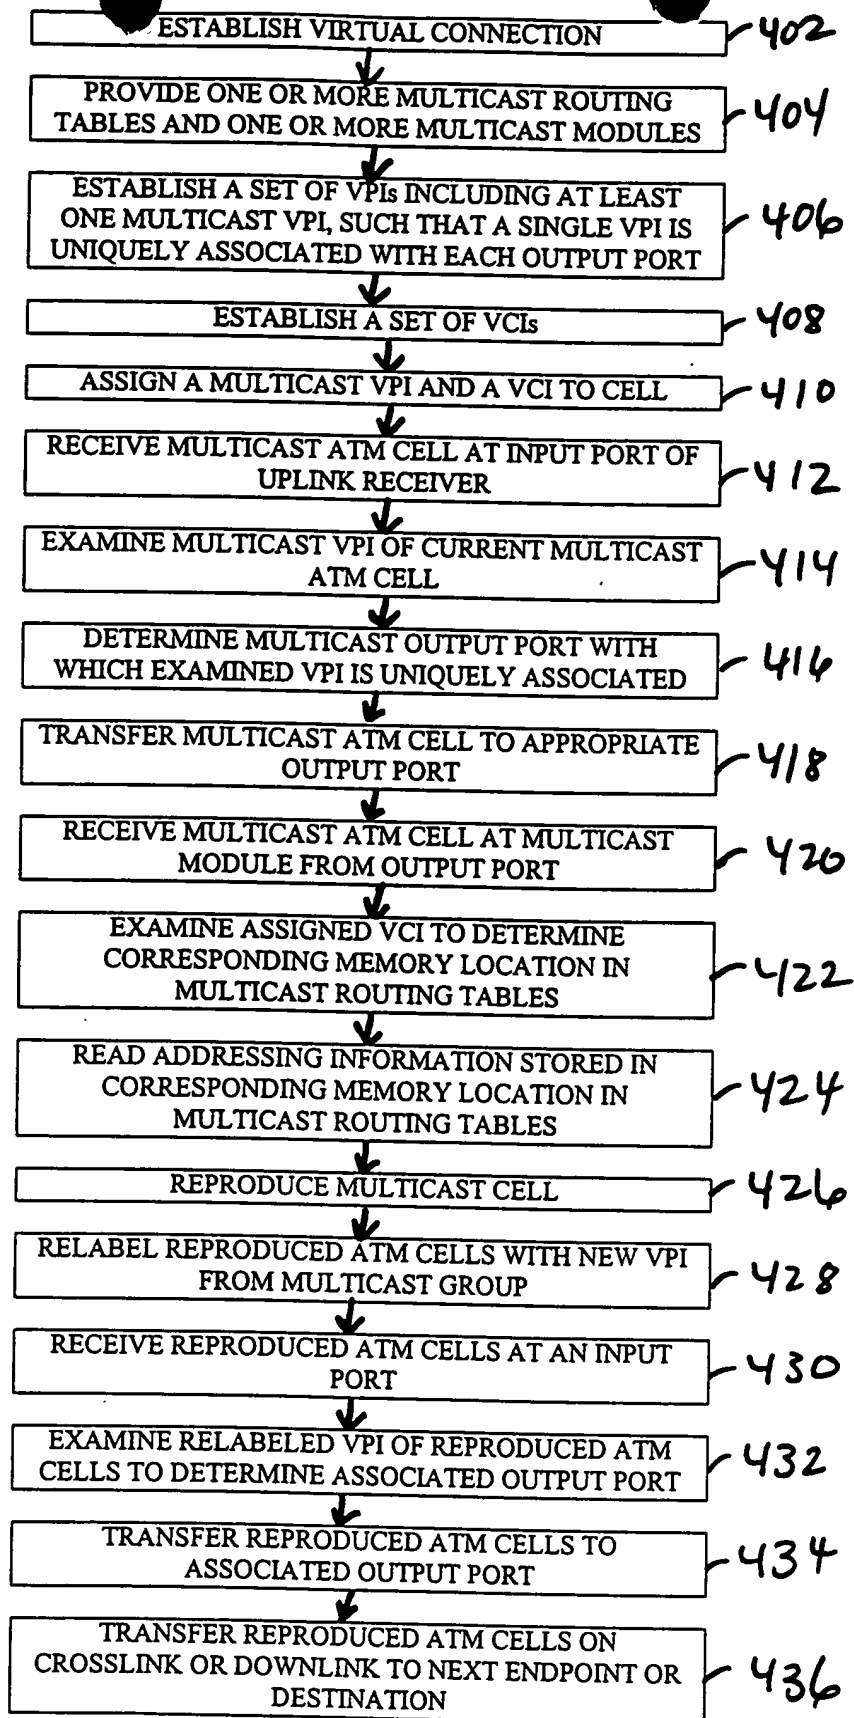 ESTABLISH VIRTUAL CONNECTION 402
PROVIDE ONE OR MORE MULTICAST ROUTING
TABLES AND ONE OR MORE MULTICAST MODULES 404
ESTABLISH A SET OF VPIs INCLUDING AT LEAST
ONE MULTICAST VPI, SUCH THAT A SINGLE VPI IS 406
UNIQUELY ASSOCIATED WITH EACH OUTPUT PORT
ESTABLISH A SET OF VCIs 408
ASSIGN A MULTICAST VPI AND A VCI TO CELL 410
RECEIVE MULTICAST ATM CELL AT INPUT PORT OF
UPLINK RECEIVER 412
EXAMINE MULTICAST VPI OF CURRENT MULTICAST
ATM CELL 414
DETERMINE MULTICAST OUTPUT PORT WITH
WHICH EXAMINED VPI IS UNIQUELY ASSOCIATED 416
TRANSFER MULTICAST ATM CELL TO APPROPRIATE
OUTPUT PORT 418
RECEIVE MULTICAST ATM CELL AT MULTICAST
MODULE FROM OUTPUT PORT 420
EXAMINE ASSIGNED VCI TO DETERMINE
CORRESPONDING MEMORY LOCATION IN 422
MULTICAST ROUTING TABLES
READ ADDRESSING INFORMATION STORED IN
CORRESPONDING MEMORY LOCATION IN 424
MULTICAST ROUTING TABLES
REPRODUCE MULTICAST CELL 426
RELABEL REPRODUCED ATM CELLS WITH NEW VPI
FROM MULTICAST GROUP 428
RECEIVE REPRODUCED ATM CELLS AT AN INPUT
PORT 430
EXAMINE RELABELED VPI OF REPRODUCED ATM
CELLS TO DETERMINE ASSOCIATED OUTPUT PORT 432
TRANSFER REPRODUCED ATM CELLS TO
ASSOCIATED OUTPUT PORT 434
TRANSFER REPRODUCED ATM CELLS ON
CROSSLINK OR DOWNLINK TO NEXT ENDPOINT OR 436
DESTINATION